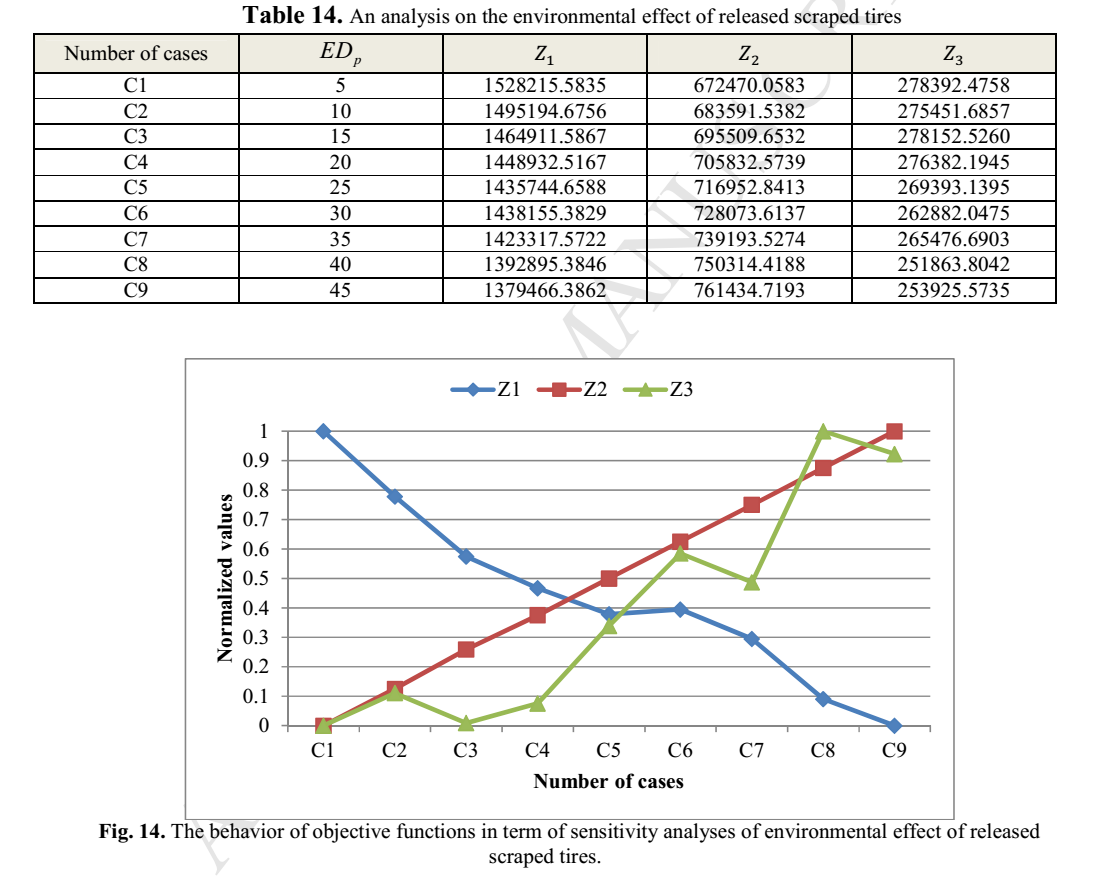 Table 14. An analysis on the environmental effect of released scraped tires
Number of cases ED_p Z_1 Z_2 Z_3
C1 5 1528215.5835 672470.0583 278392.4758
C2 10 1495194.6756 683591.5382 275451.6857
C3 15 1464911.5867 695509.6532 278152.5260
C4 20 1448932.5167 705832.5739 276382.1945
C5 25 1435744.6588 716952.8413 269393.1395
C6 30 1438155.3829 728073.6137 262882.0475
C7 35 1423317.5722 739193.5274 265476.6903
C8 40 1392895.3846 750314.4188 251863.8042
C9 45 1379466.3862 761434.7193 253925.5735
Z1 Z2 Z3
1
0.9
0.8
0.7
0.6
0.5
0.4
0.3
0.2
0.1
0
Normalized values
C1 C2 C3 C4 C5 C6 C7 C8 C9
Number of cases
Fig. 14. The behavior of objective functions in term of sensitivity analyses of environmental effect of released
scraped tires.